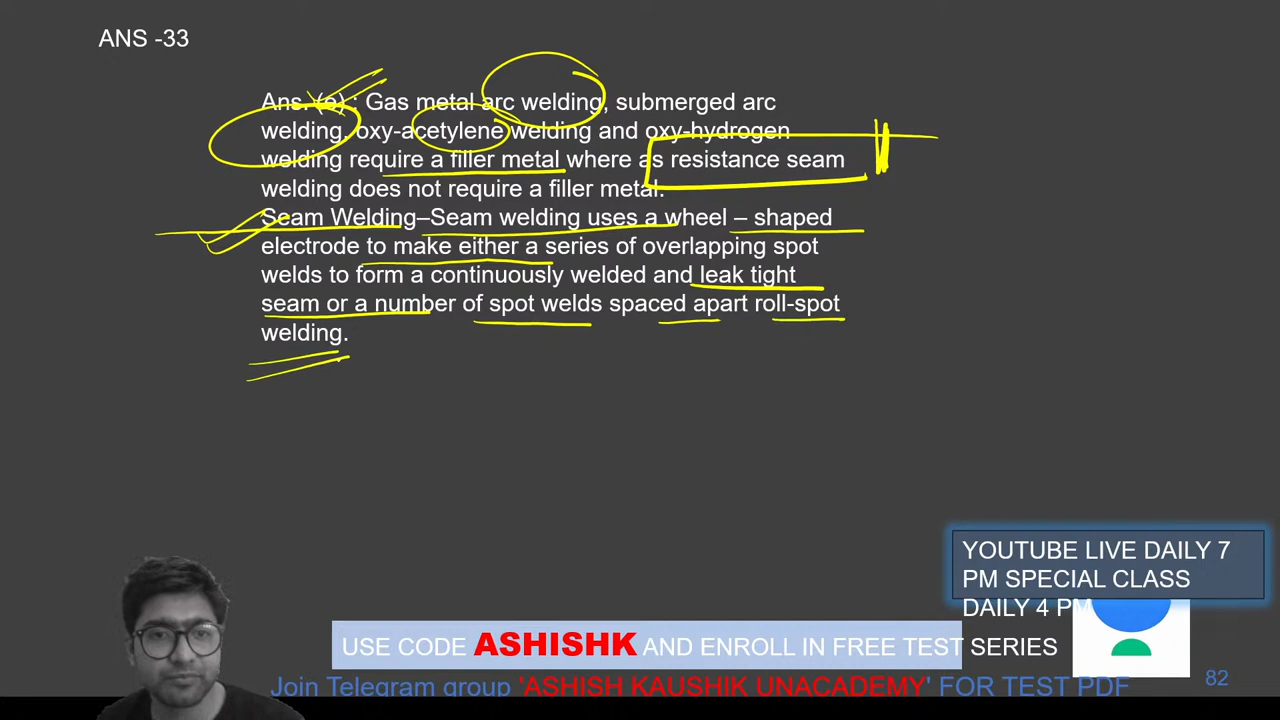 ANS -33
Ans. (e) : Gas metal arc welding, submerged arc
welding, oxy-acetylene welding and oxy-hydrogen
welding require a filler metal where as resistance seam
welding does not require a filler metal.
Seam Welding–Seam welding uses a wheel – shaped
electrode to make either a series of overlapping spot
welds to form a continuously welded and leak tight
seam or a number of spot welds spaced apart roll-spot
welding.
YOUTUBE LIVE DAILY 7
PM SPECIAL CLASS
DAILY 4 PM
USE CODE ASHISHK AND ENROLL IN FREE TEST SERIES
Join Telegram group 'ASHISH KAUSHIK UNACADEMY' FOR TEST PDF
82